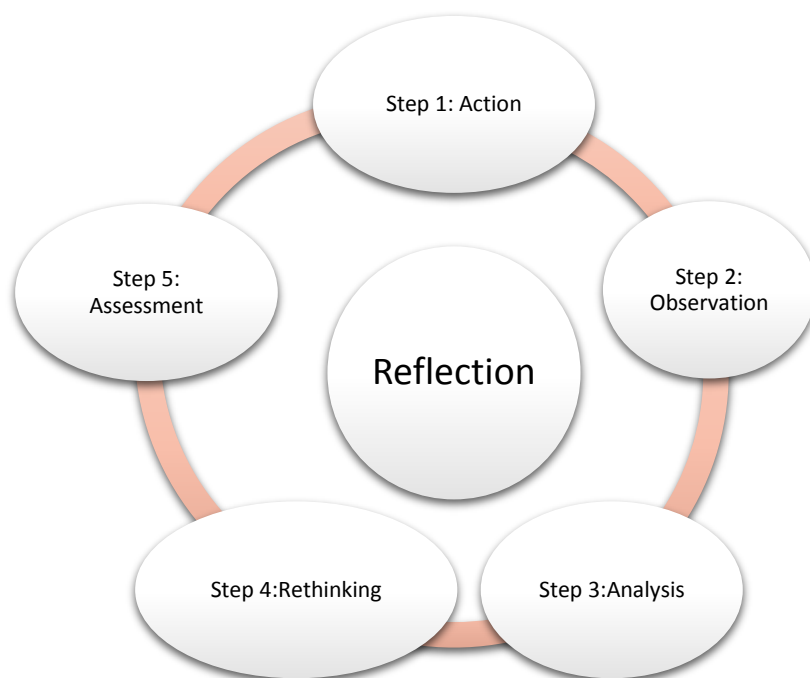 Step 1: Action
Step 2:
Observation
Step 3:Analysis
Step 4:Rethinking
Step 5:
Assessment
Reflection